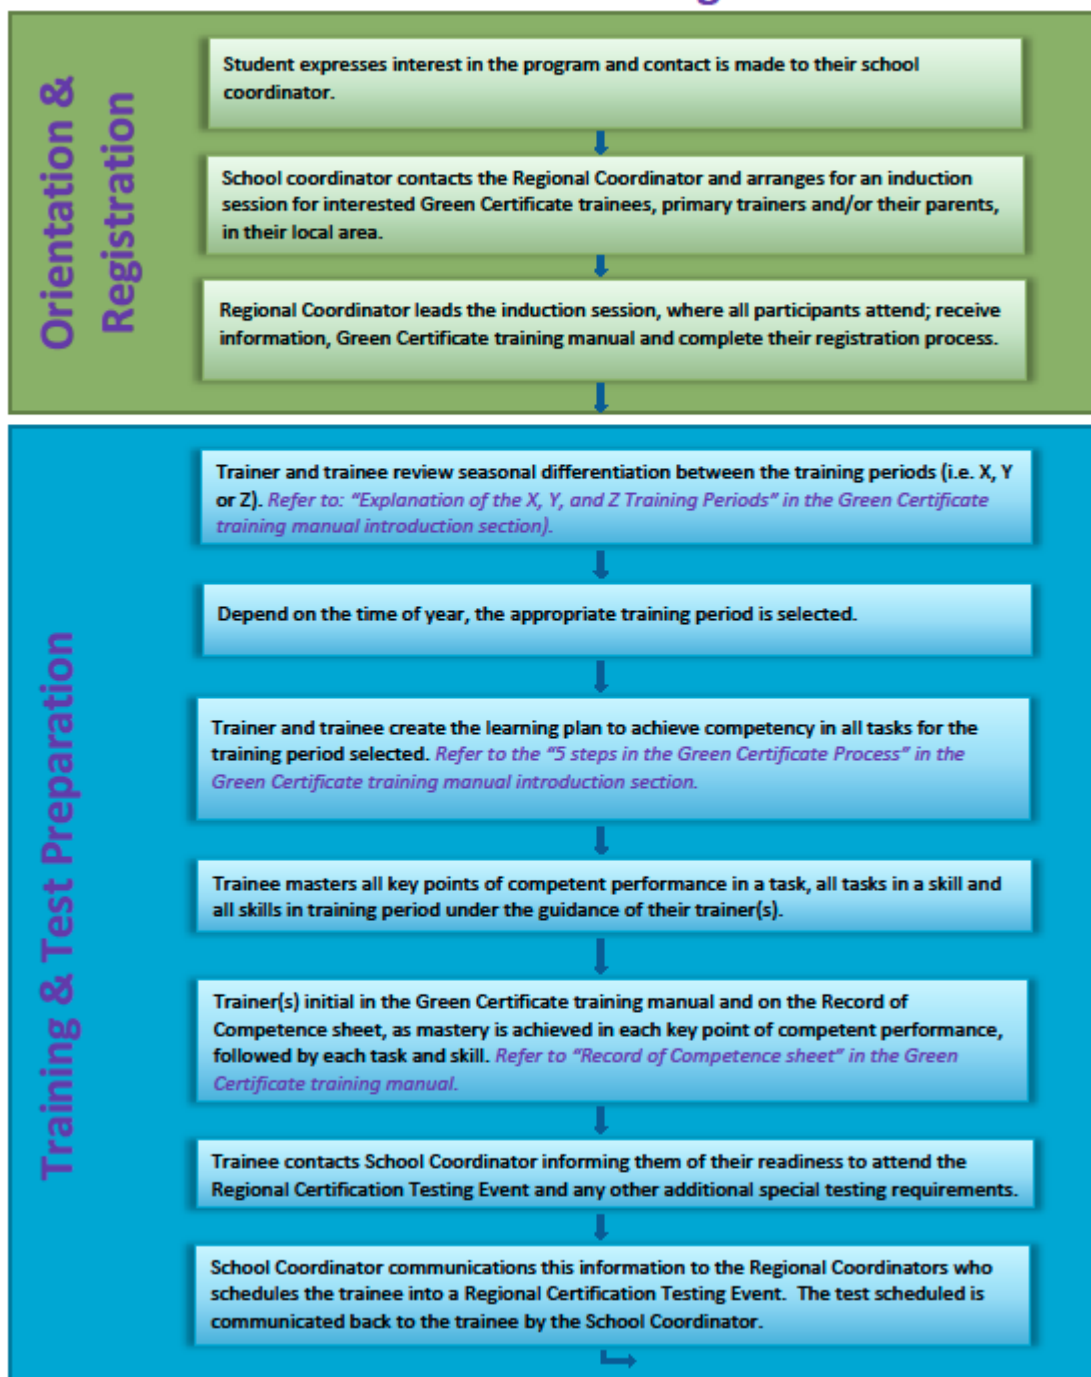 Orientation &
Registration
Student expresses interest in the program and contact is made to their school
coordinator.
School coordinator contacts the Regional Coordinator and arranges for an induction
session for interested Green Certificate trainees, primary trainers and/or their parents,
in their local area.
Regional Coordinator leads the induction session, where all participants attend; receive
information, Green Certificate training manual and complete their registration process.
Training & Test Preparation
Trainer and trainee review seasonal differentiation between the training periods (i.e. X, Y
or Z). Refer to: “Explanation of the X, Y, and Z Training Periods” in the Green Certificate
training manual introduction section).
Depend on the time of year, the appropriate training period is selected.
Trainer and trainee create the learning plan to achieve competency in all tasks for the
training period selected. Refer to the “5 steps in the Green Certificate Process” in the
Green Certificate training manual introduction section.
Trainee masters all key points of competent performance in a task, all tasks in a skill and
all skills in training period under the guidance of their trainer(s).
Trainer(s) initial in the Green Certificate training manual and on the Record of
Competence sheet, as mastery is achieved in each key point of competent performance,
followed by each task and skill. Refer to “Record of Competence sheet” in the Green
Certificate training manual.
Trainee contacts School Coordinator informing them of their readiness to attend the
Regional Certification Testing Event and any other additional special testing requirements.
School Coordinator communications this information to the Regional Coordinators who
schedules the trainee into a Regional Certification Testing Event.  The test scheduled is
communicated back to the trainee by the School Coordinator.